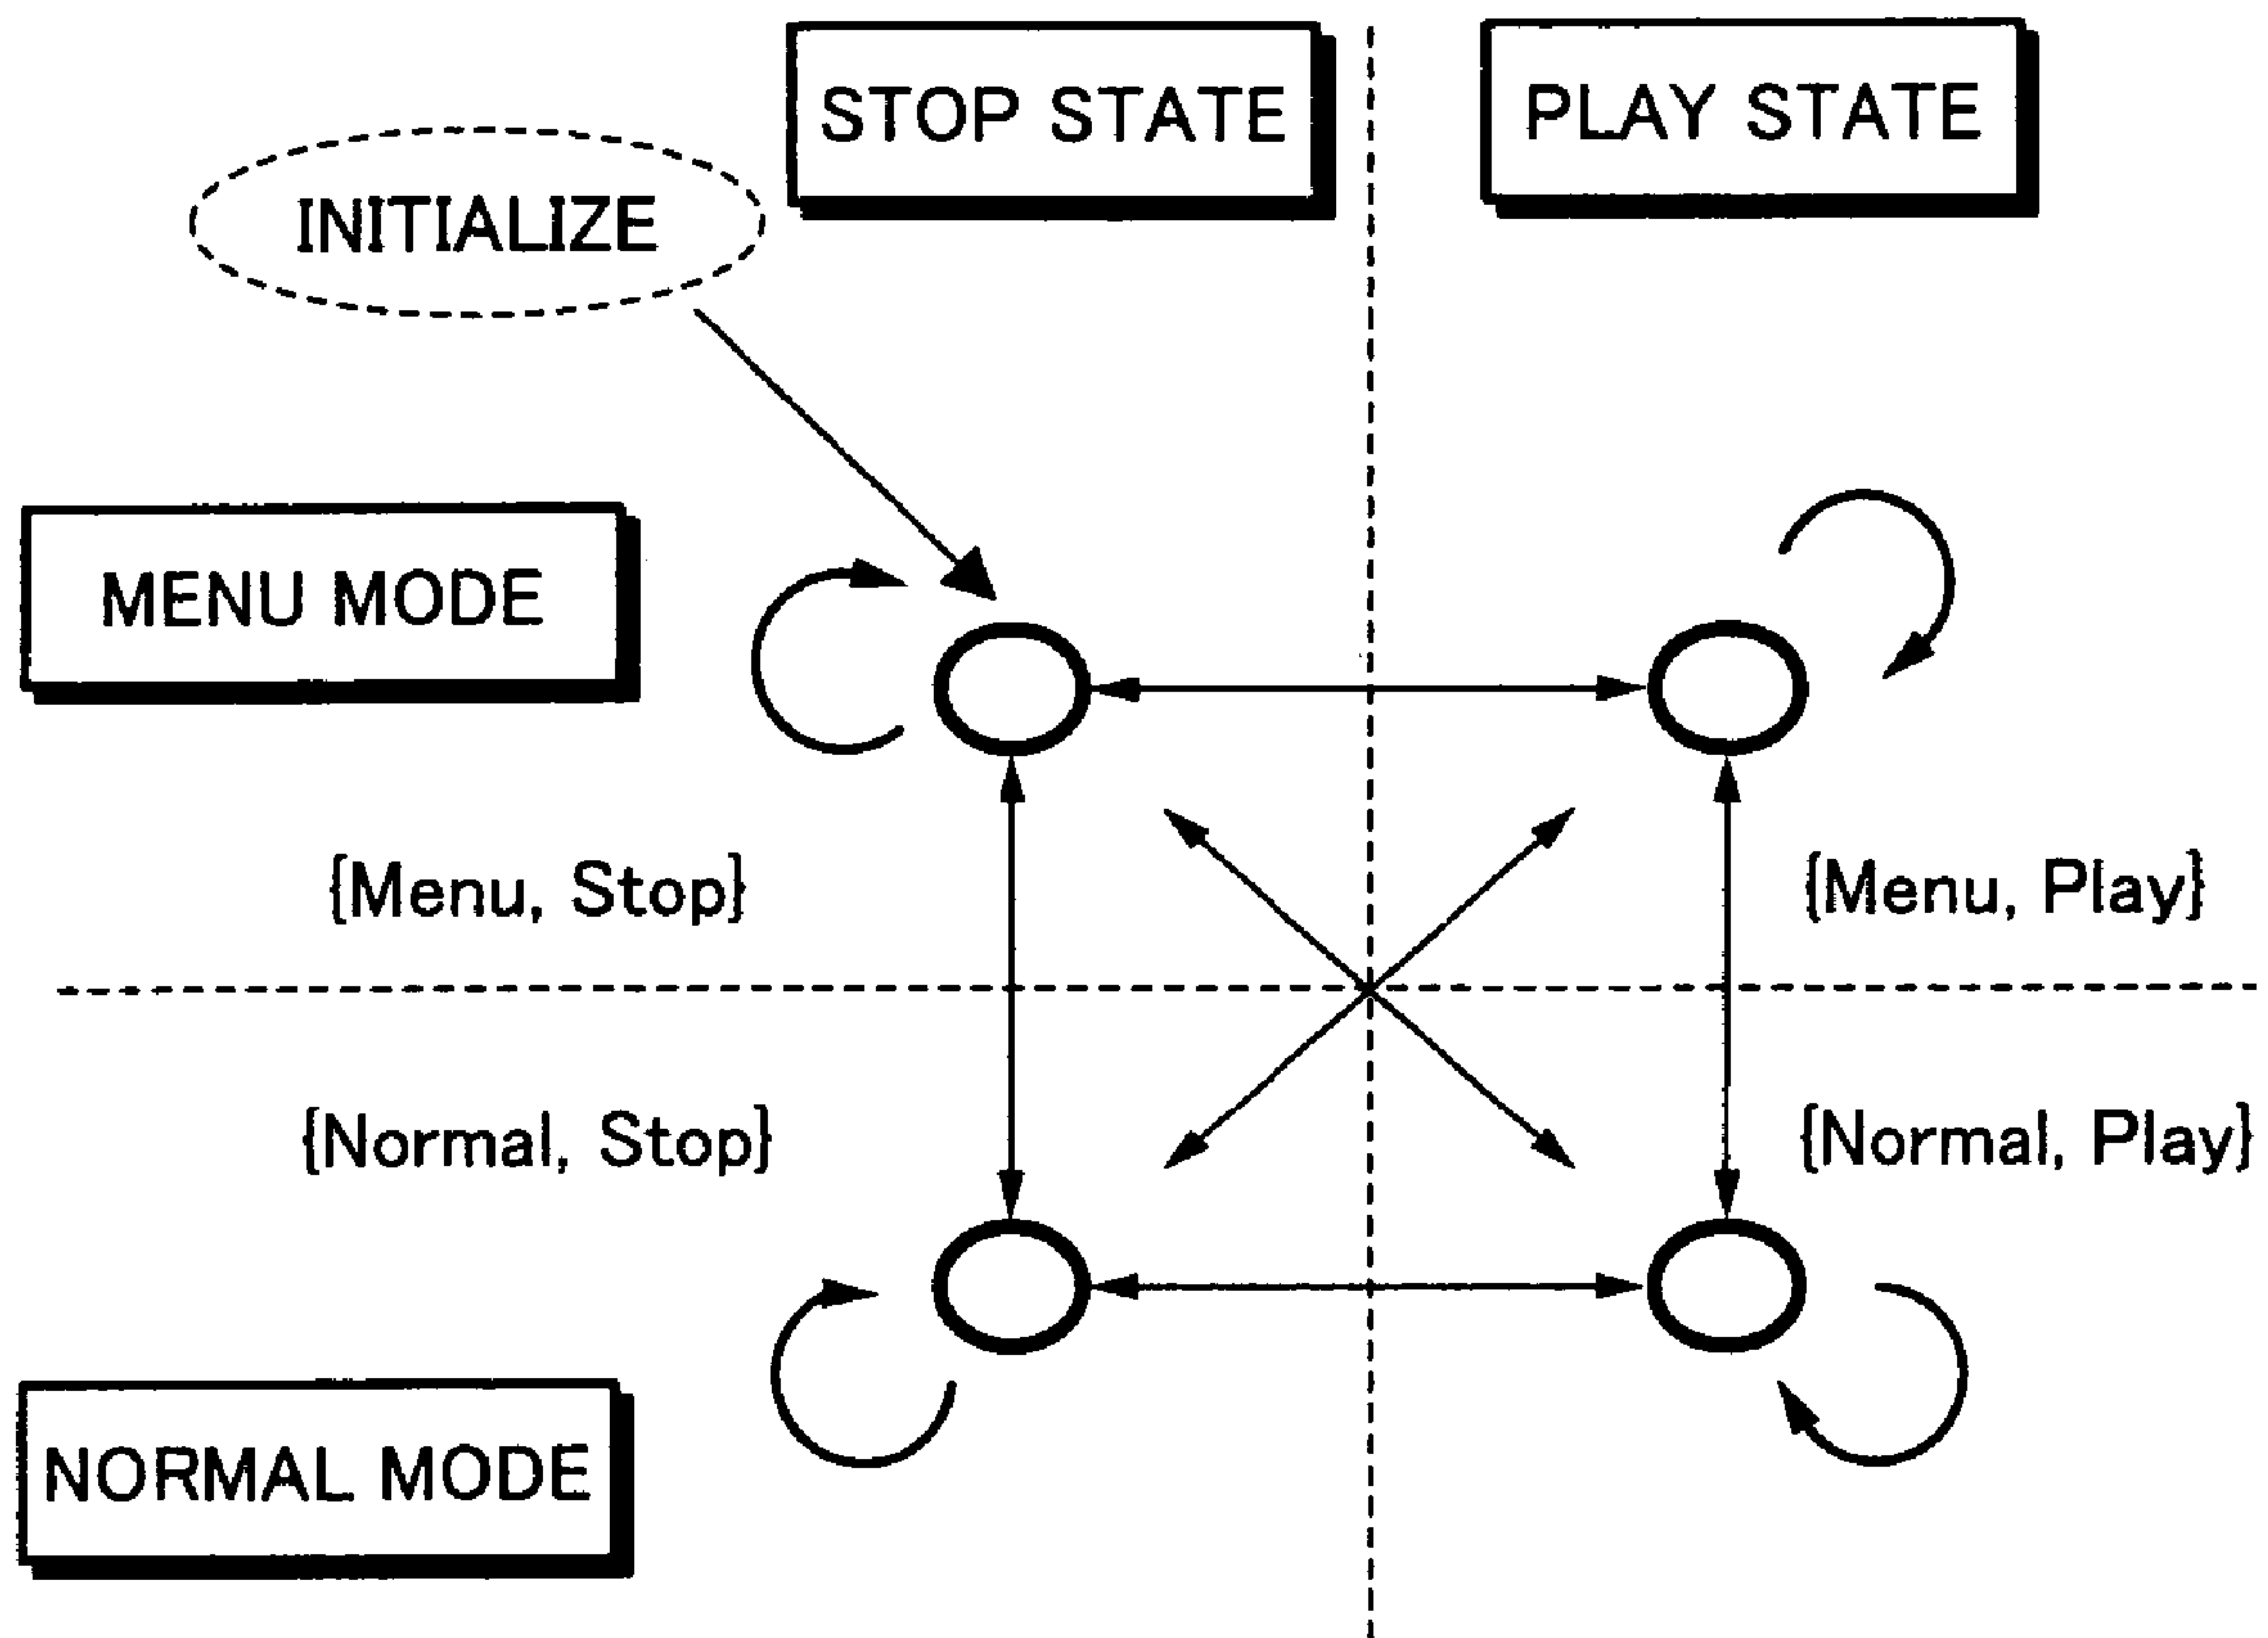 STOP STATE
PLAY STATE
INITIALIZE
MENU MODE
{Menu, Stop}
{Menu, Play}
{Normal, Stop}
{Normal, Play}
NORMAL MODE